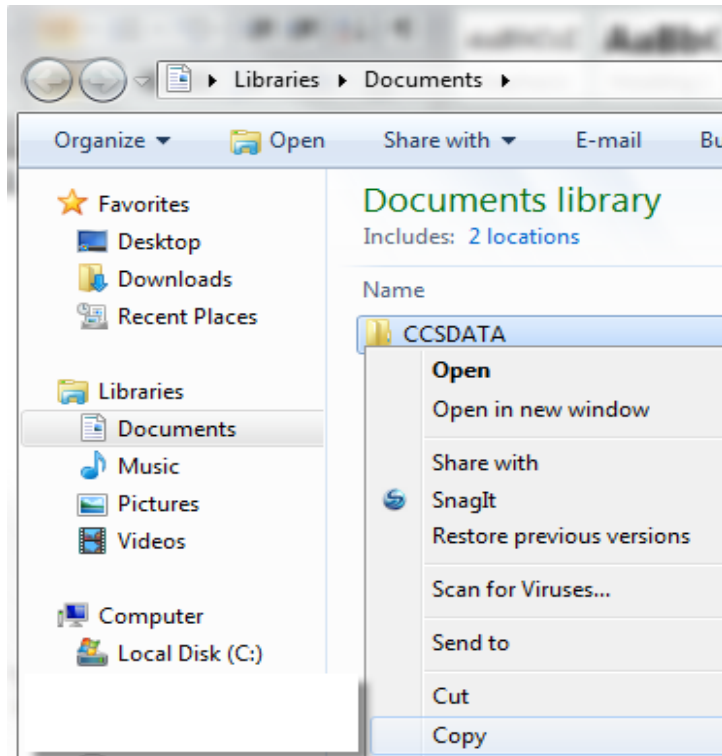 Libraries Documents
Organize Open Share with E-mail Bu
Favorites
Desktop
Downloads
Recent Places
Libraries
Documents
Music
Pictures
Videos
Computer
Local Disk (C:)
Documents library
Includes: 2 locations
Name
CCSDATA
Open
Open in new window
Share with
SnagIt
Restore previous versions
Scan for Viruses...
Send to
Cut
Copy